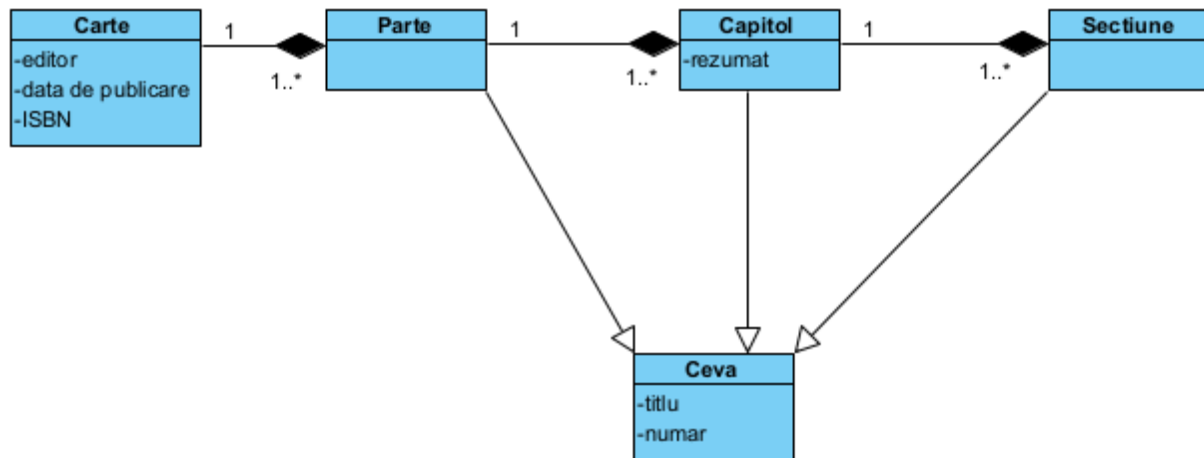 Carte
-editor
-data de publicare
-ISBN
1
1..*
Parte
1
1..*
Capitol
-rezumat
1
1..*
Sectiune
Ceva
-titlu
-numar